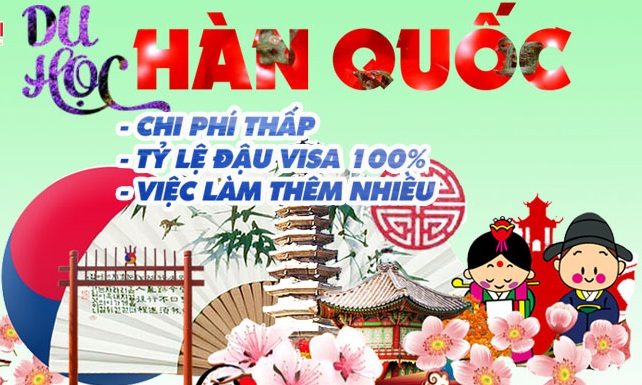 DU HỌC
HÀN QUỐC
- CHI PHÍ THẤP
- TỶ LỆ ĐẬU VISA 100%
- VIỆC LÀM THÊM NHIỀU